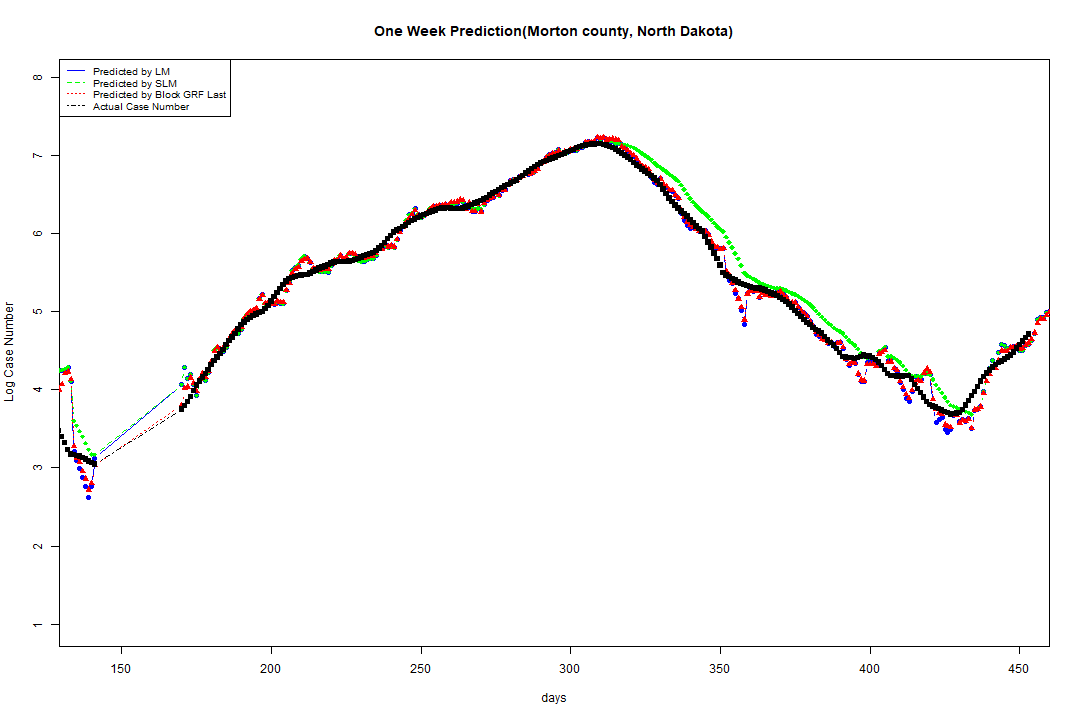 One Week Prediction(Morton county, North Dakota)
Predicted by LM
Predicted by SLM
Predicted by Block GRF Last
Actual Case Number
8
7
6
5
4
3
2
1
Log Case Number
150 200 250 300 350 400 450
days